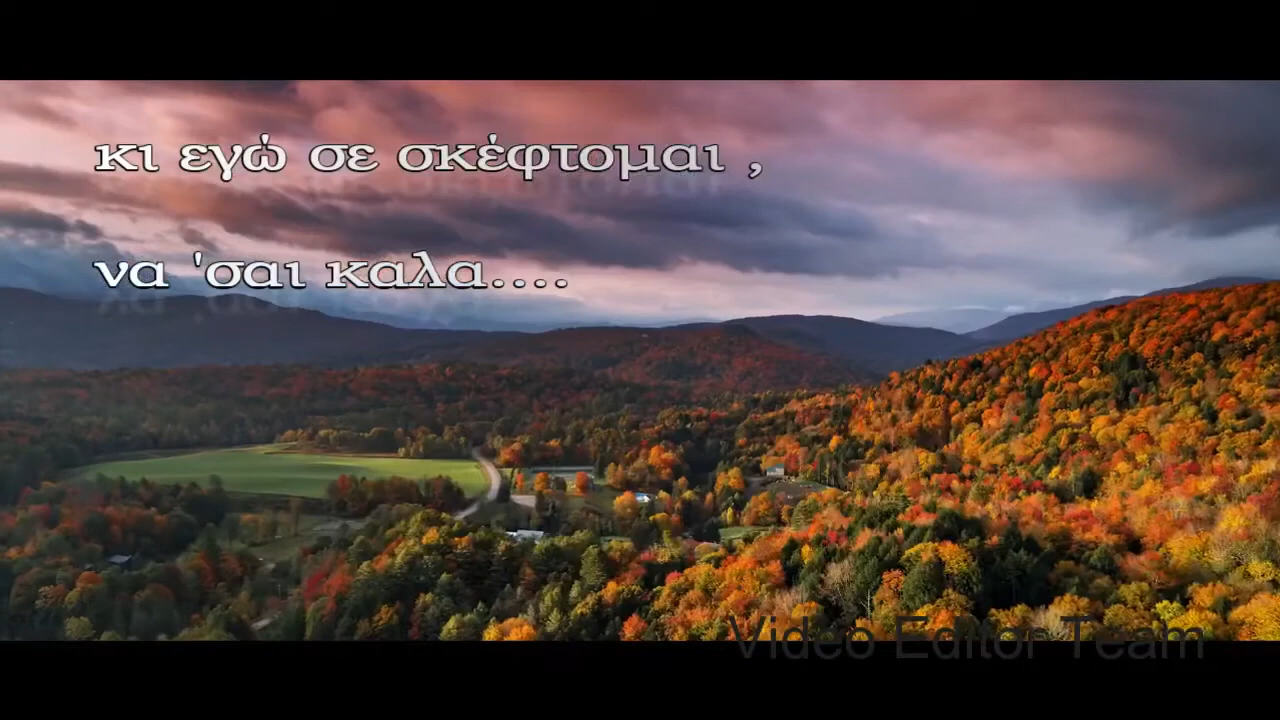 κι εγώ σε σκέφτομαι ,
να 'σαι καλα....
Video Editor Team